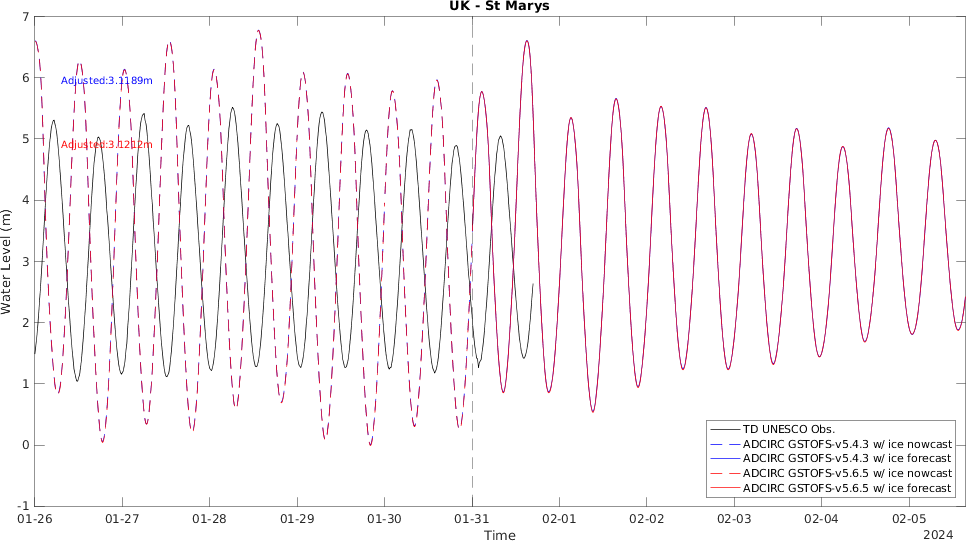 UK - St Marys
7
6
5
4
3
2
1
0
-1
Water Level (m)
Adjusted:3.1189m
Adjusted:3.1212m
TD UNESCO Obs.
ADCIRC GSTOFS-v5.4.3 w/ ice nowcast
ADCIRC GSTOFS-v5.4.3 w/ ice forecast
ADCIRC GSTOFS-v5.6.5 w/ ice nowcast
ADCIRC GSTOFS-v5.6.5 w/ ice forecast
01-26 01-27 01-28 01-29 01-30 01-31 02-01 02-02 02-03 02-04 02-05
Time
2024